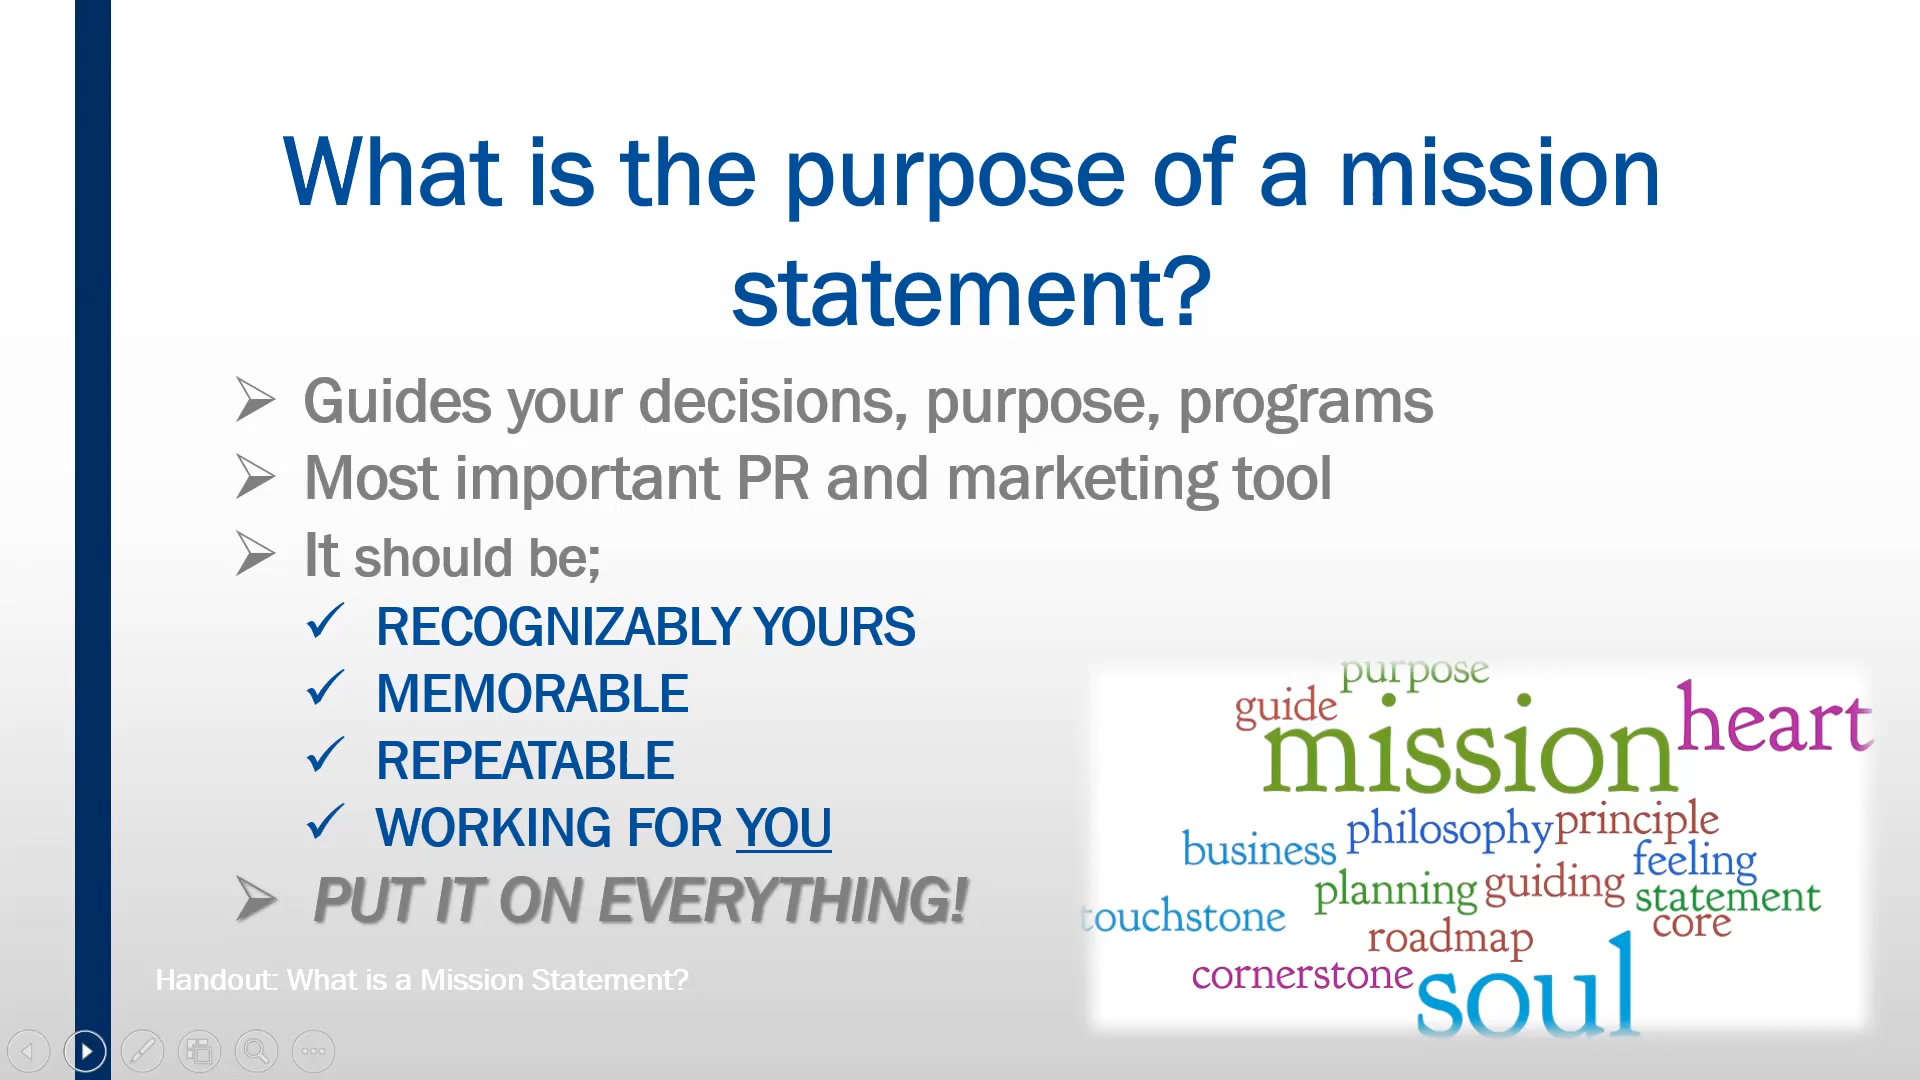 What is the purpose of a mission
statement?
Guides your decisions, purpose, programs
Most important PR and marketing tool
It should be;
RECOGNIZABLY YOURS
MEMORABLE
REPEATABLE
WORKING FOR YOU
PUT IT ON EVERYTHING!
Handout: What is a Mission Statement?
purpose
guide
heart
mission
philosophy
principle
business
feeling
planning
guiding
statement
touchstone
core
roadmap
cornerstone
soul